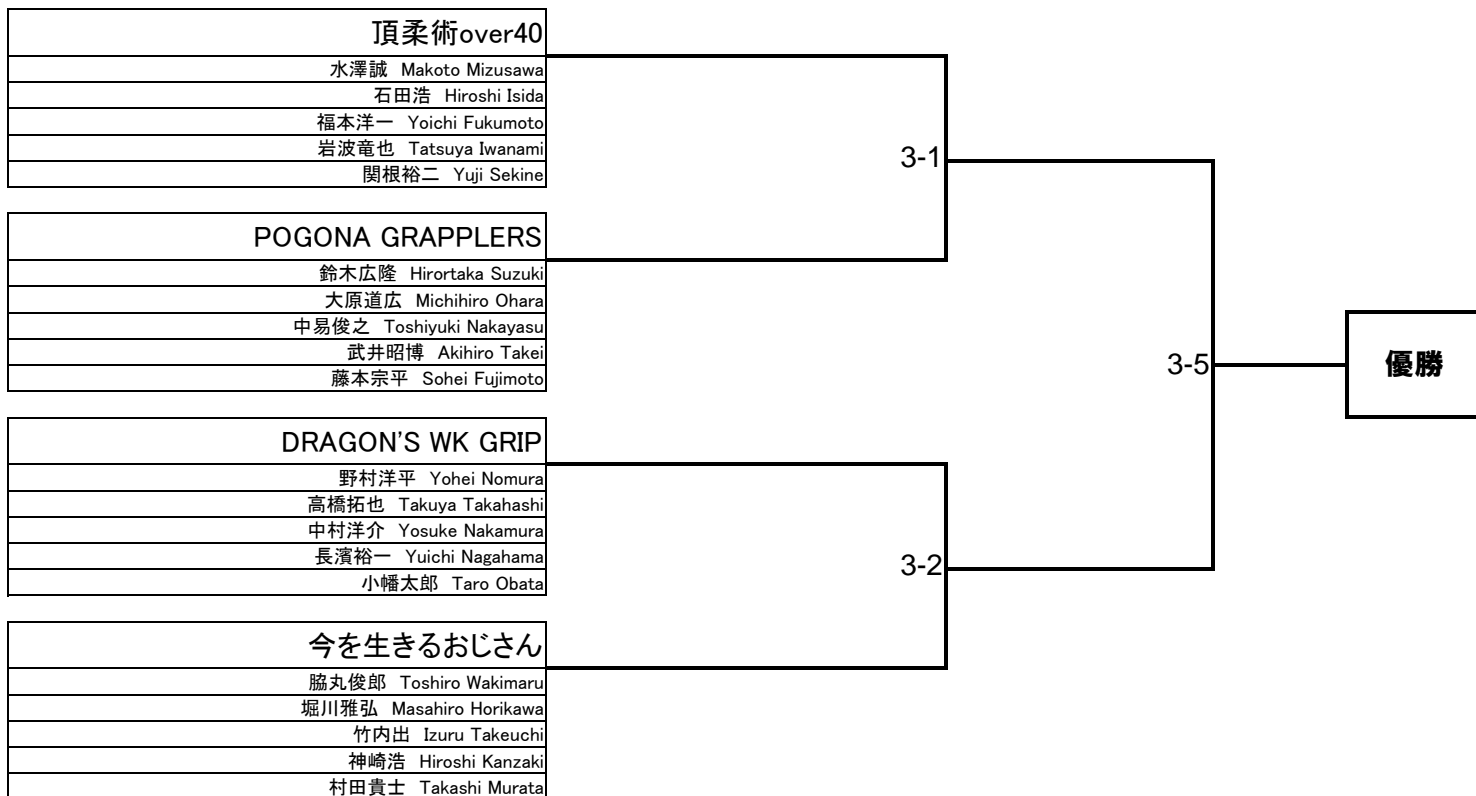 頂柔術over40
水澤誠 Makoto Mizusawa
石田浩 Hiroshi Isida
福本洋一 Yoichi Fukumoto
岩波竜也 Tatsuya Iwanami
関根裕二 Yuji Sekine
3-1
POGONA GRAPPLERS
鈴木広隆 Hirortaka Suzuki
大原道広 Michihiro Ohara
中易俊之 Toshiyuki Nakayasu
武井昭博 Akihiro Takei
藤本宗平 Sohei Fujimoto
3-5
優勝
DRAGON'S WK GRIP
野村洋平 Yohei Nomura
高橋拓也 Takuya Takahashi
中村洋介 Yosuke Nakamura
長濱裕一 Yuichi Nagahama
小幡太郎 Taro Obata
3-2
今を生きるおじさん
脇丸俊郎 Toshiro Wakimaru
堀川雅弘 Masahiro Horikawa
竹内出 Izuru Takeuchi
神崎浩 Hiroshi Kanzaki
村田貴士 Takashi Murata